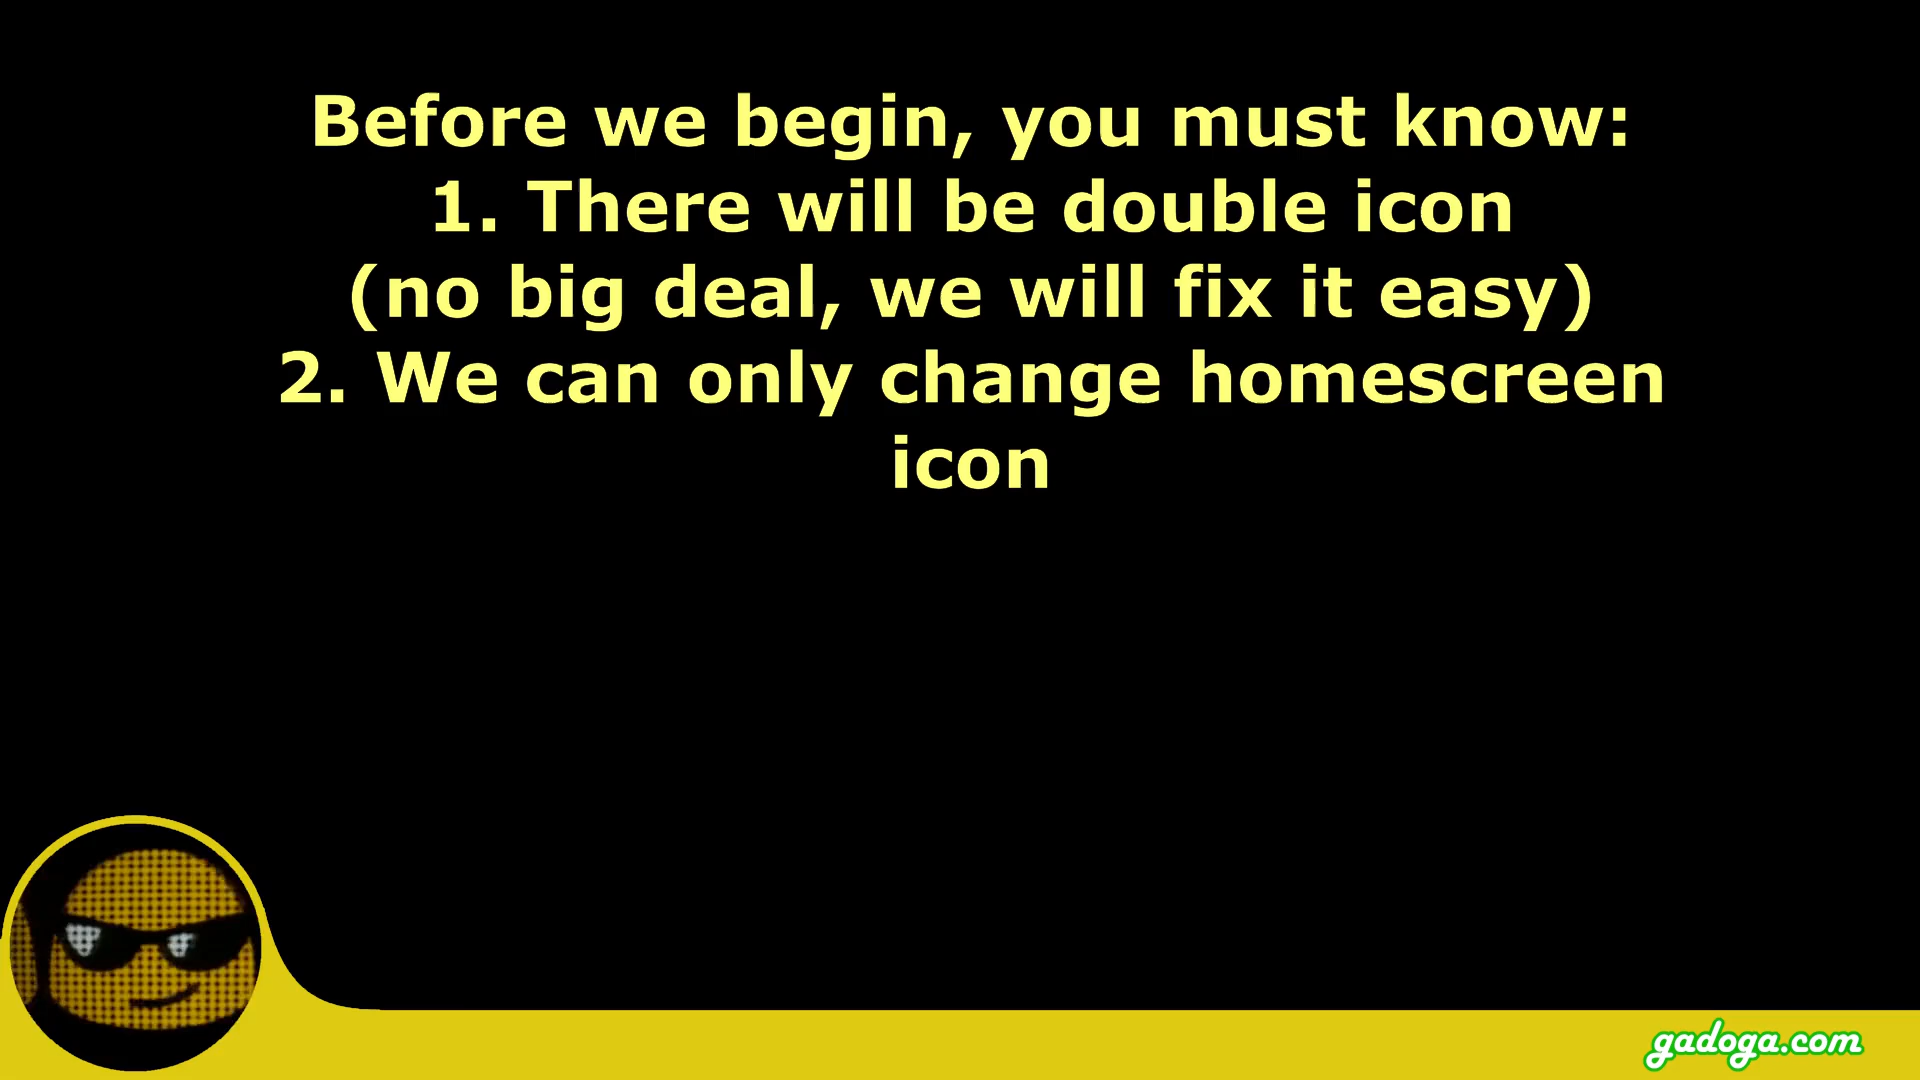 Before we begin, you must know:
1. There will be double icon
(no big deal, we will fix it easy)
2. We can only change homescreen
icon
gadoga.com